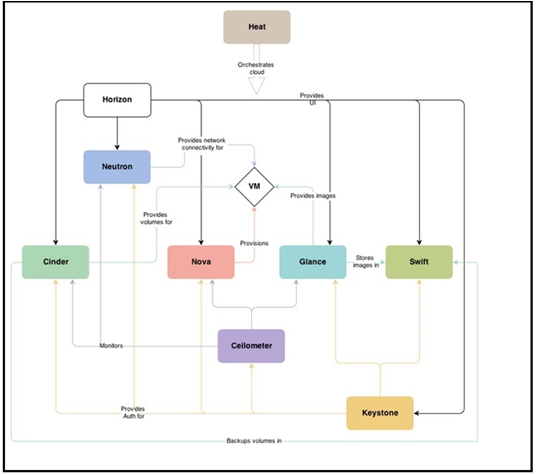 Heat
Orchestrates
cloud
Horizon
Provides
UI
Neutron
Provides network
connectivity for
VM
Provides images
Provides
volumes for
Provisions
Cinder
Nova
Glance
Stores
images in
Swift
Ceilometer
Monitors
Keystone
Provides
Auth for
Backups volumes in